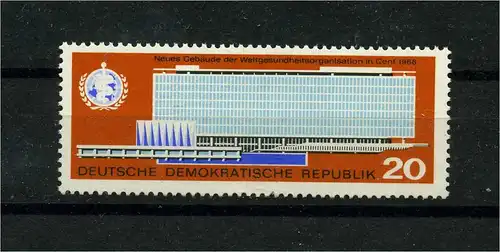 Neues Gebäude der Weltgesundheitsorganisation in Genf 1966
DEUTSCHE DEMOKRATISCHE REPUBLIK 20